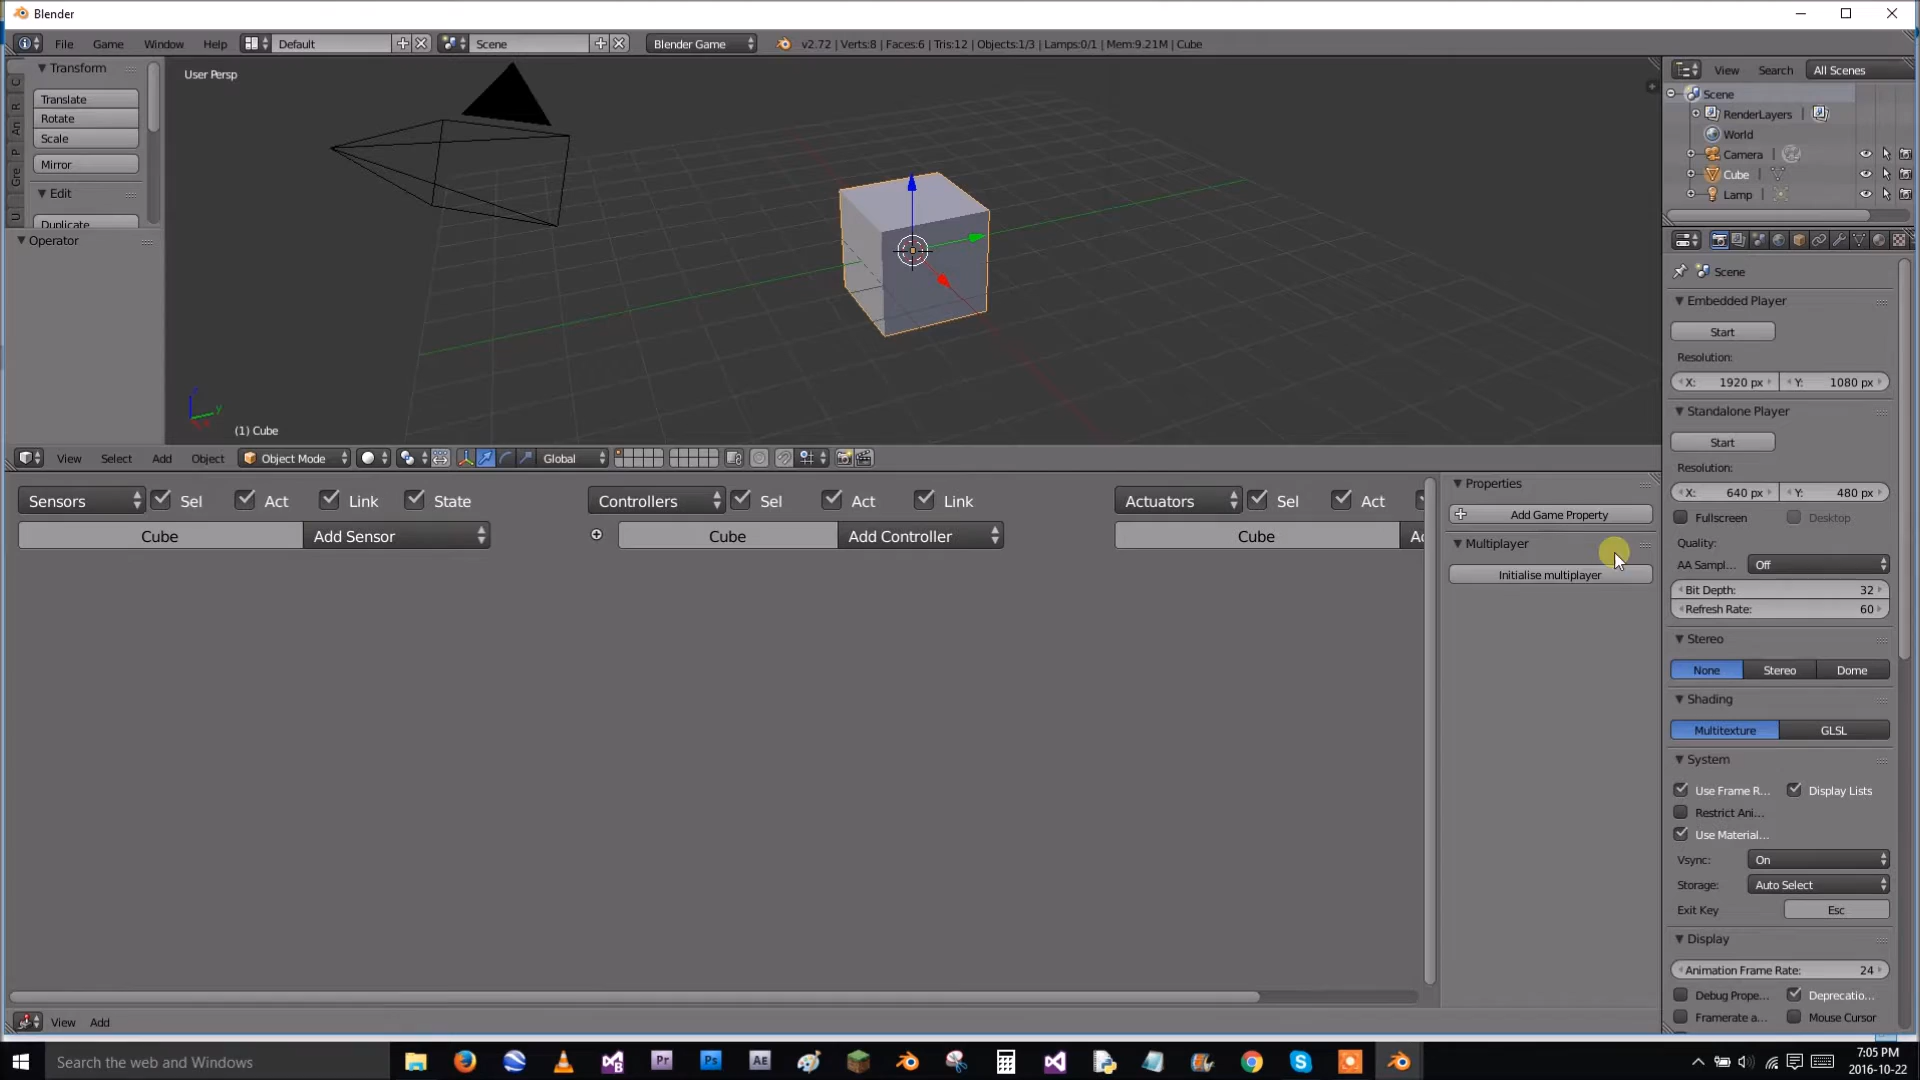 Blender
File Game Window Help Default Scene Blender Game v2.72 | Verts:8 | Faces:6 | Tris:12 | Objects:1/3 | Lamps:0/1 | Mem:9.21M | Cube
Transform
Translate
Rotate
Scale
Mirror
Edit
Duplicate
Operator
User Persp
(1) Cube
View Search All Scenes
Scene
RenderLayers
World
Camera
Cube
Lamp
Scene
Embedded Player
Start
Resolution:
X: 1920 px Y: 1080 px
Standalone Player
Start
Resolution:
X: 640 px Y: 480 px
Fullscreen Desktop
Quality:
AA Sampl... Off
Bit Depth: 32
Refresh Rate: 60
Stereo
None Stereo Dome
Shading
Multitexture GLSL
System
Use Frame R... Display Lists
Restrict Ani...
Use Material...
Vsync: On
Storage: Auto Select
Exit Key Esc
Display
Animation Frame Rate: 24
Debug Prope... Deprecatio...
Framerate a... Mouse Cursor
View Select Add Object Object Mode Global
Sensors Sel Act Link State Controllers Sel Act Link Actuators Sel Act
Cube Add Sensor Cube Add Controller Cube
Properties
Add Game Property
Multiplayer
Initialise multiplayer
View Add
Search the web and Windows
7:05 PM
2016-10-22